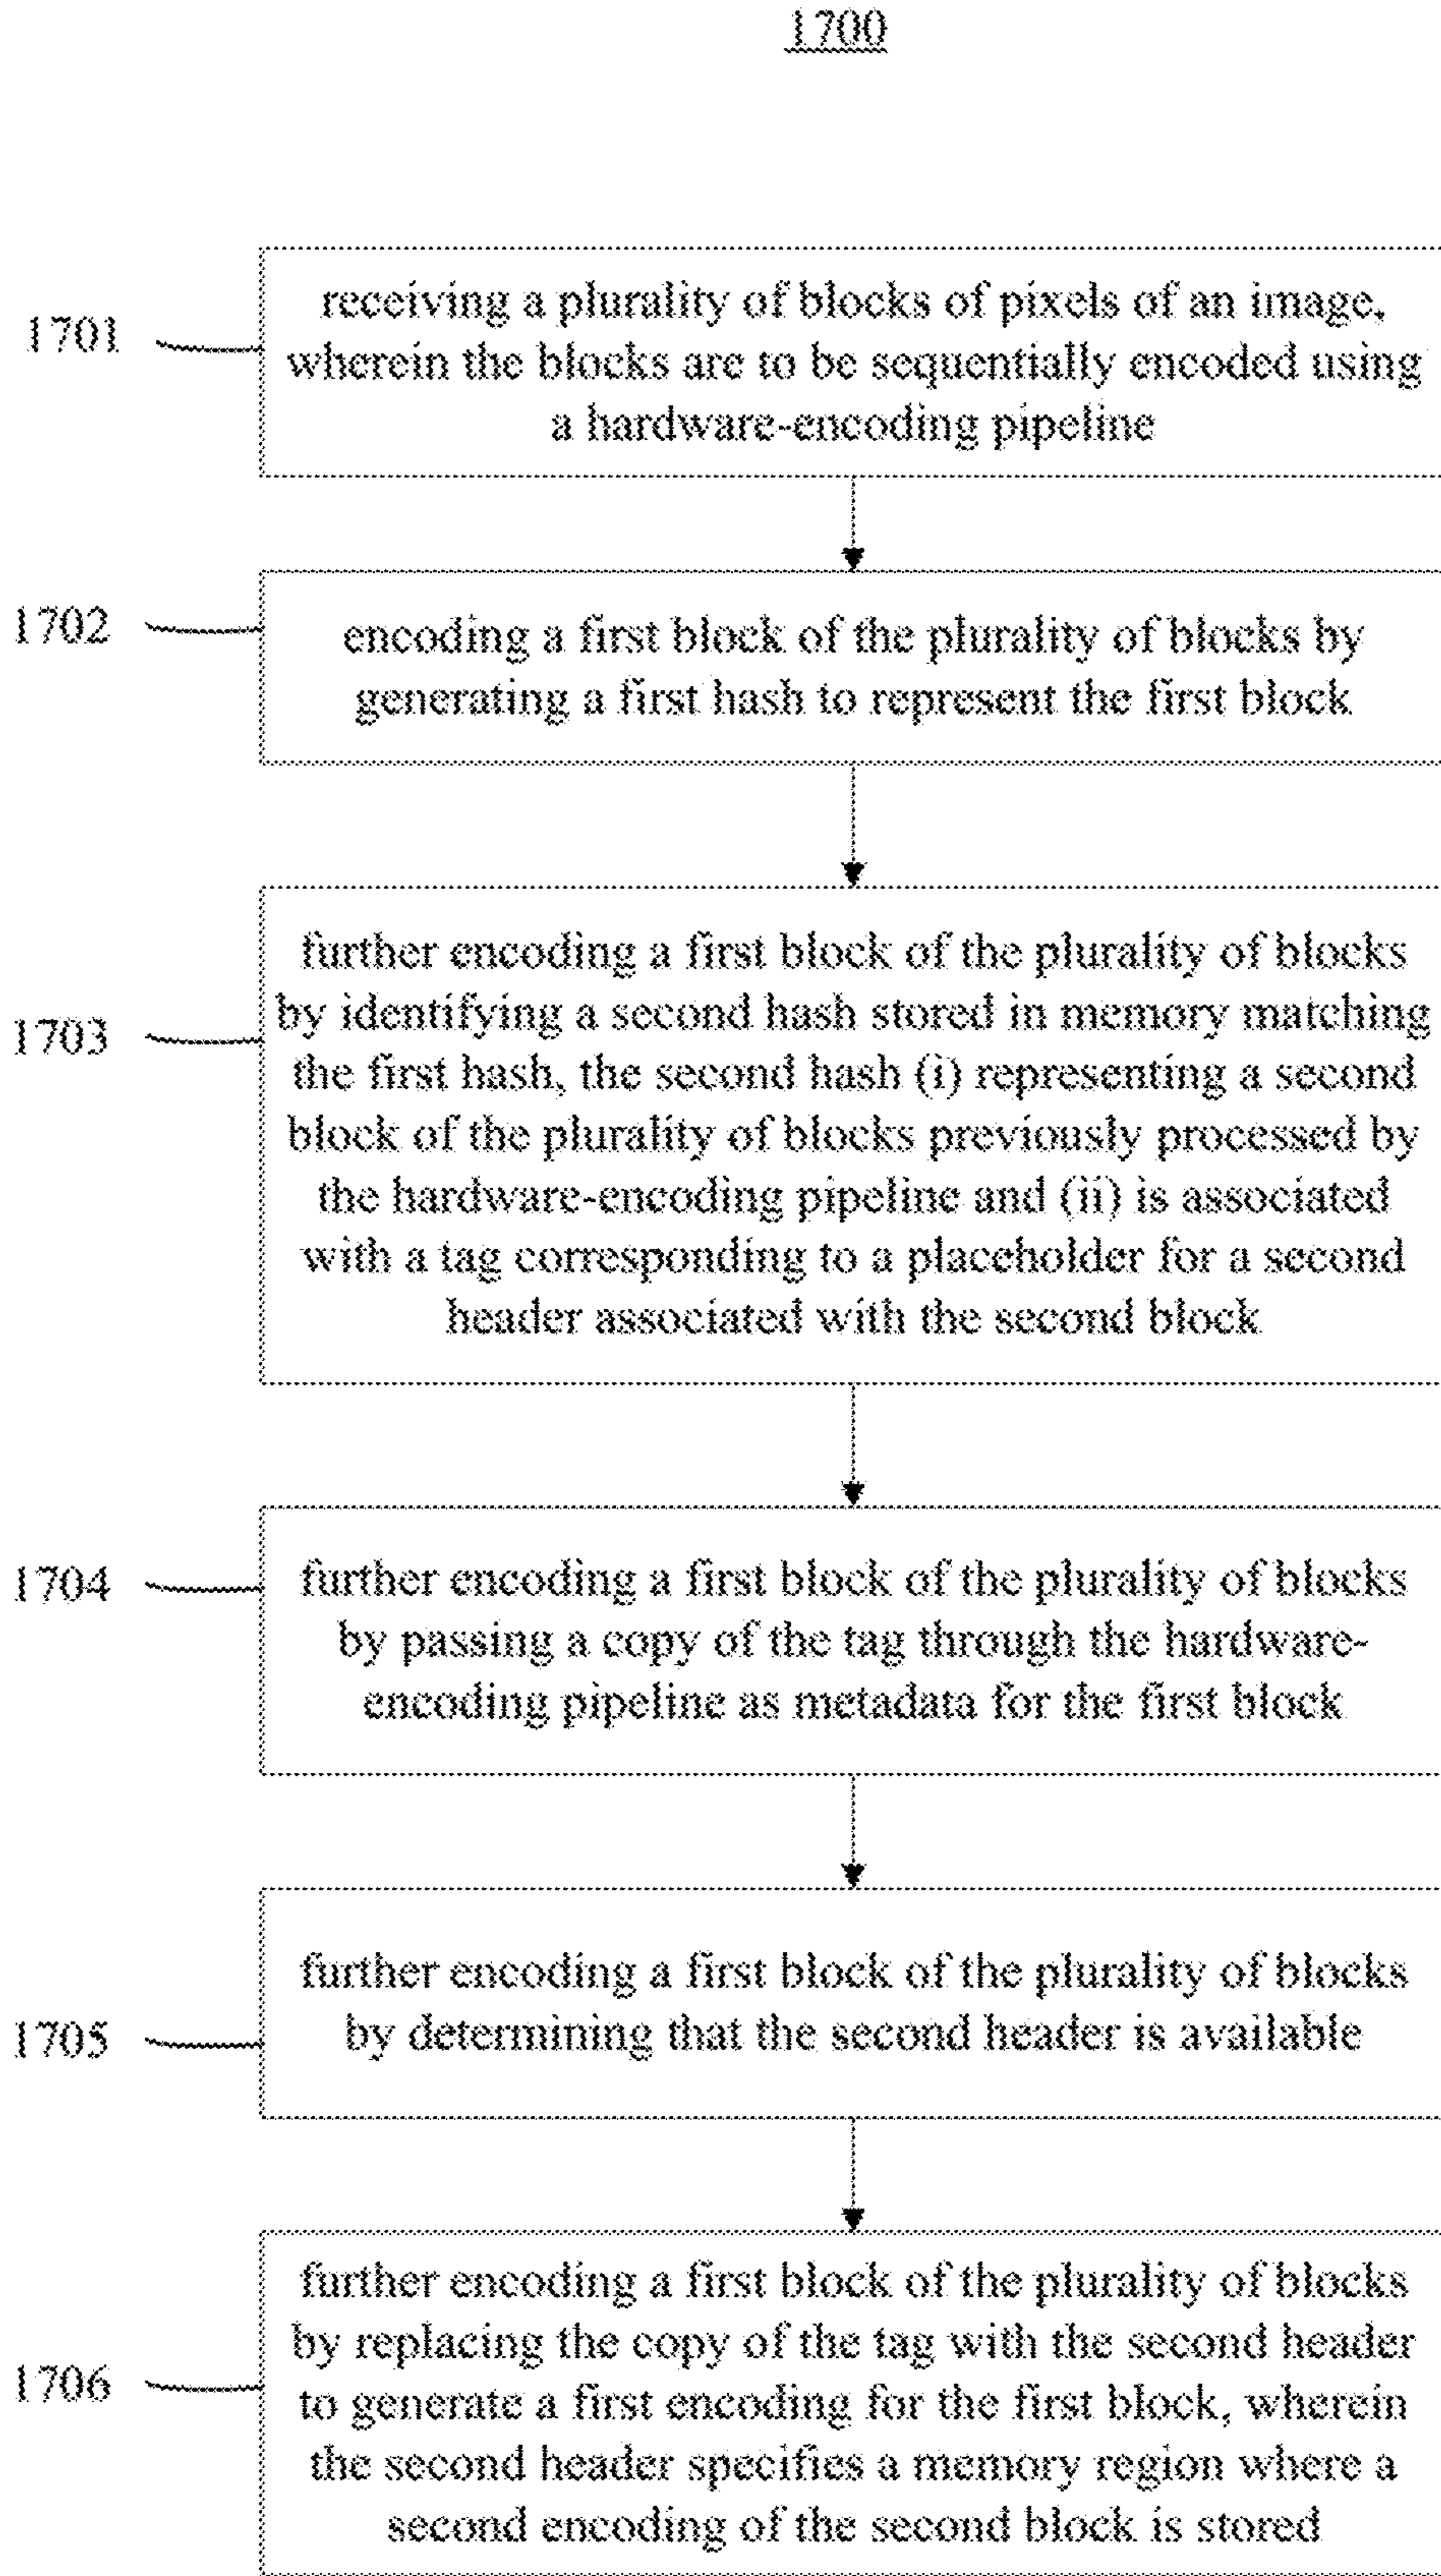 1700
1701
receiving a plurality of blocks of pixels of an image,
wherein the blocks are to be sequentially encoded using
a hardware-encoding pipeline
1702
encoding a first block of the plurality of blocks by
generating a first hash to represent the first block
1703
further encoding a first block of the plurality of blocks
by identifying a second hash stored in memory matching
the first hash, the second hash (i) representing a second
block of the plurality of blocks previously processed by
the hardware-encoding pipeline and (ii) is associated
with a tag corresponding to a placeholder for a second
header associated with the second block
1704
further encoding a first block of the plurality of blocks
by passing a copy of the tag through the hardware-
encoding pipeline as metadata for the first block
1705
further encoding a first block of the plurality of blocks
by determining that the second header is available
1706
further encoding a first block of the plurality of blocks
by replacing the copy of the tag with the second header
to generate a first encoding for the first block, wherein
the second header specifies a memory region where a
second encoding of the second block is stored